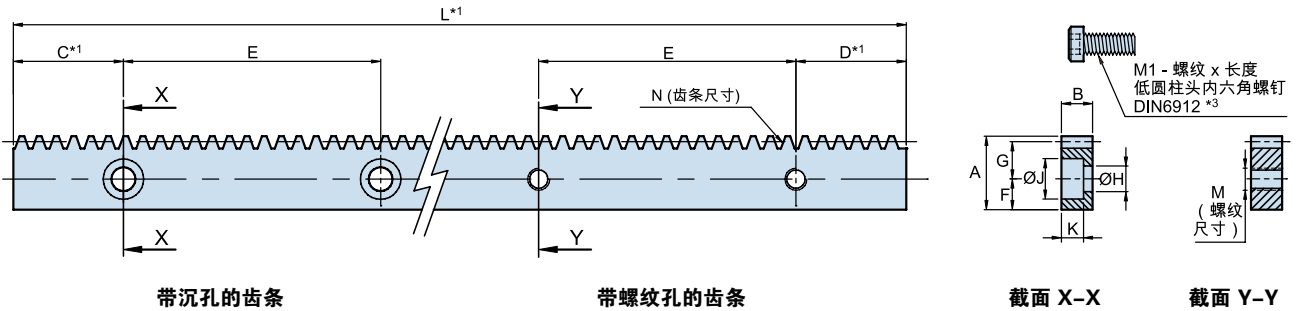 L*1
C*1
E
E
D*1
X
Y
N (齿条尺寸)
X
Y
带沉孔的齿条
带螺纹孔的齿条
M1 - 螺纹 x 长度
低圆柱头内六角螺钉
DIN6912 *3
B
A
G
F
ØJ
ØH
K
M
( 螺纹
尺寸 )
截面 X–X
截面 Y–Y